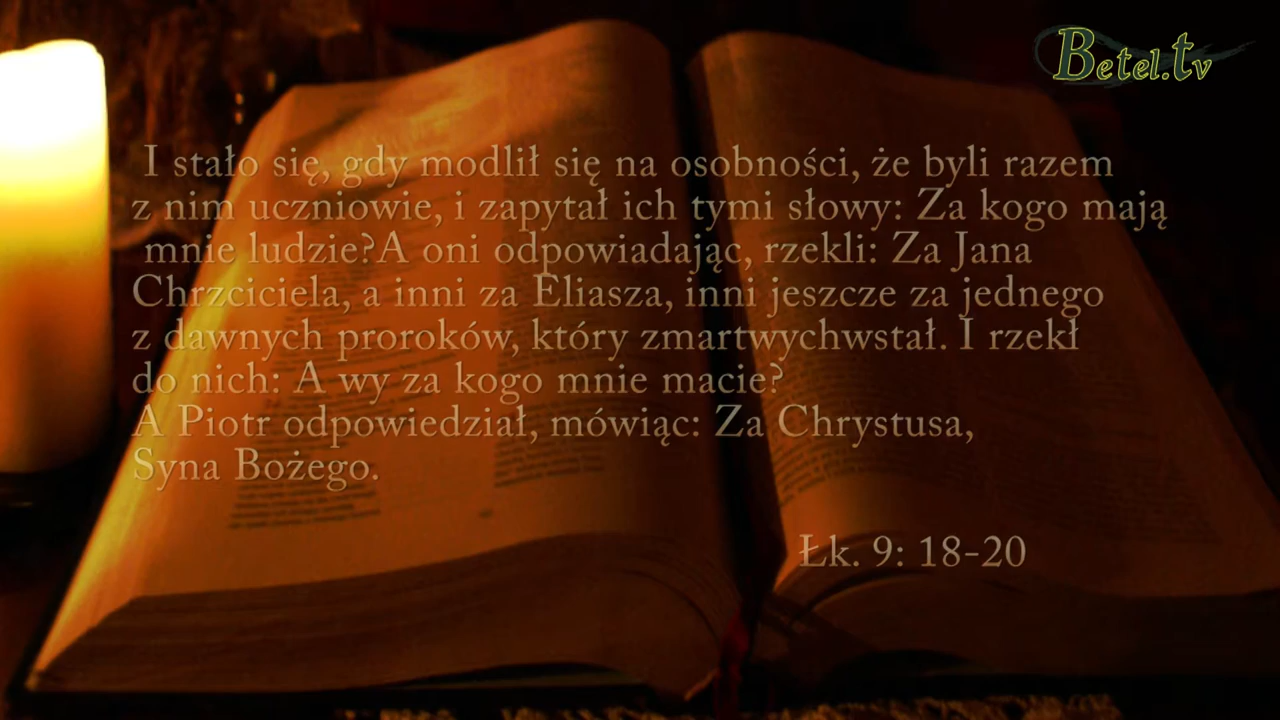 Betel.tv
I stało się, gdy modlił się na osobności, że byli razem
z nim uczniowie, i zapytał ich tymi słowy: Za kogo mają
mnie ludzie?A oni odpowiadając, rzekli: Za Jana
Chrzciciela, a inni za Eliasza, inni jeszcze za jednego
z dawnych proroków, który zmartwychwstał. I rzekł
do nich: A wy za kogo mnie macie?
A Piotr odpowiedział, mówiąc: Za Chrystusa,
Syna Bożego.
Łk. 9: 18-20